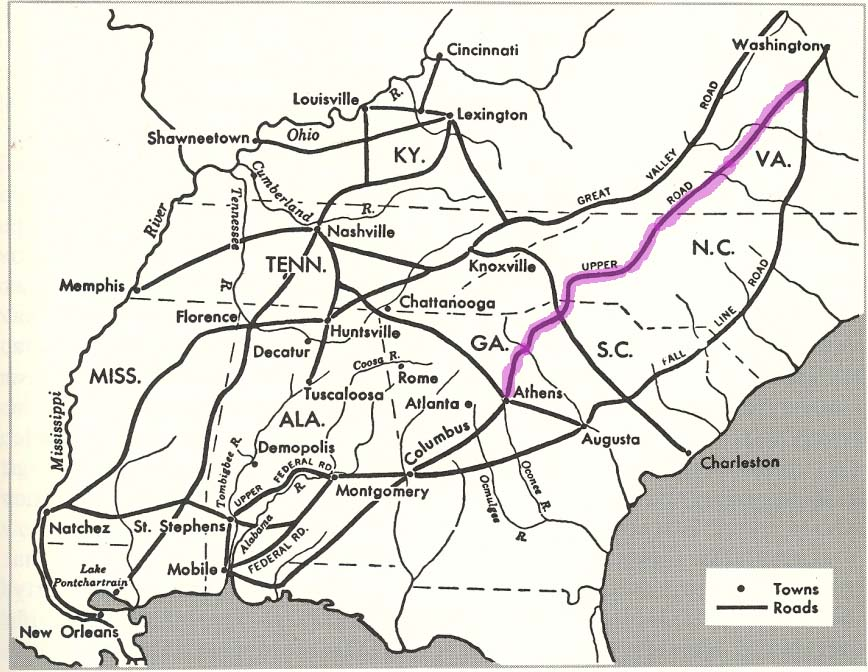 Washington
Cincinnati
Louisville
R.
Lexington
Shawneetown
Ohio
KY.
VA.
GREAT VALLEY ROAD
Cumberland R.
River
Tennessee R.
Nashville
UPPER ROAD
N.C.
TENN.
Knoxville
Memphis
Chattanooga
Florence
Huntsville
FALL LINE ROAD
Decatur
GA.
S.C.
Coosa R.
Rome
MISS.
Tuscaloosa
Athens
Atlanta
ALA.
Columbus
Augusta
Mississippi
Demopolis
Tombigbee R.
UPPER FEDERAL RD
Charleston
Montgomery
Oconee R.
Ocmulgee R.
Alabama R.
Natchez
St. Stephens
FEDERAL RD.
Mobile
Lake
Pontchartrain
New Orleans
Towns
Roads